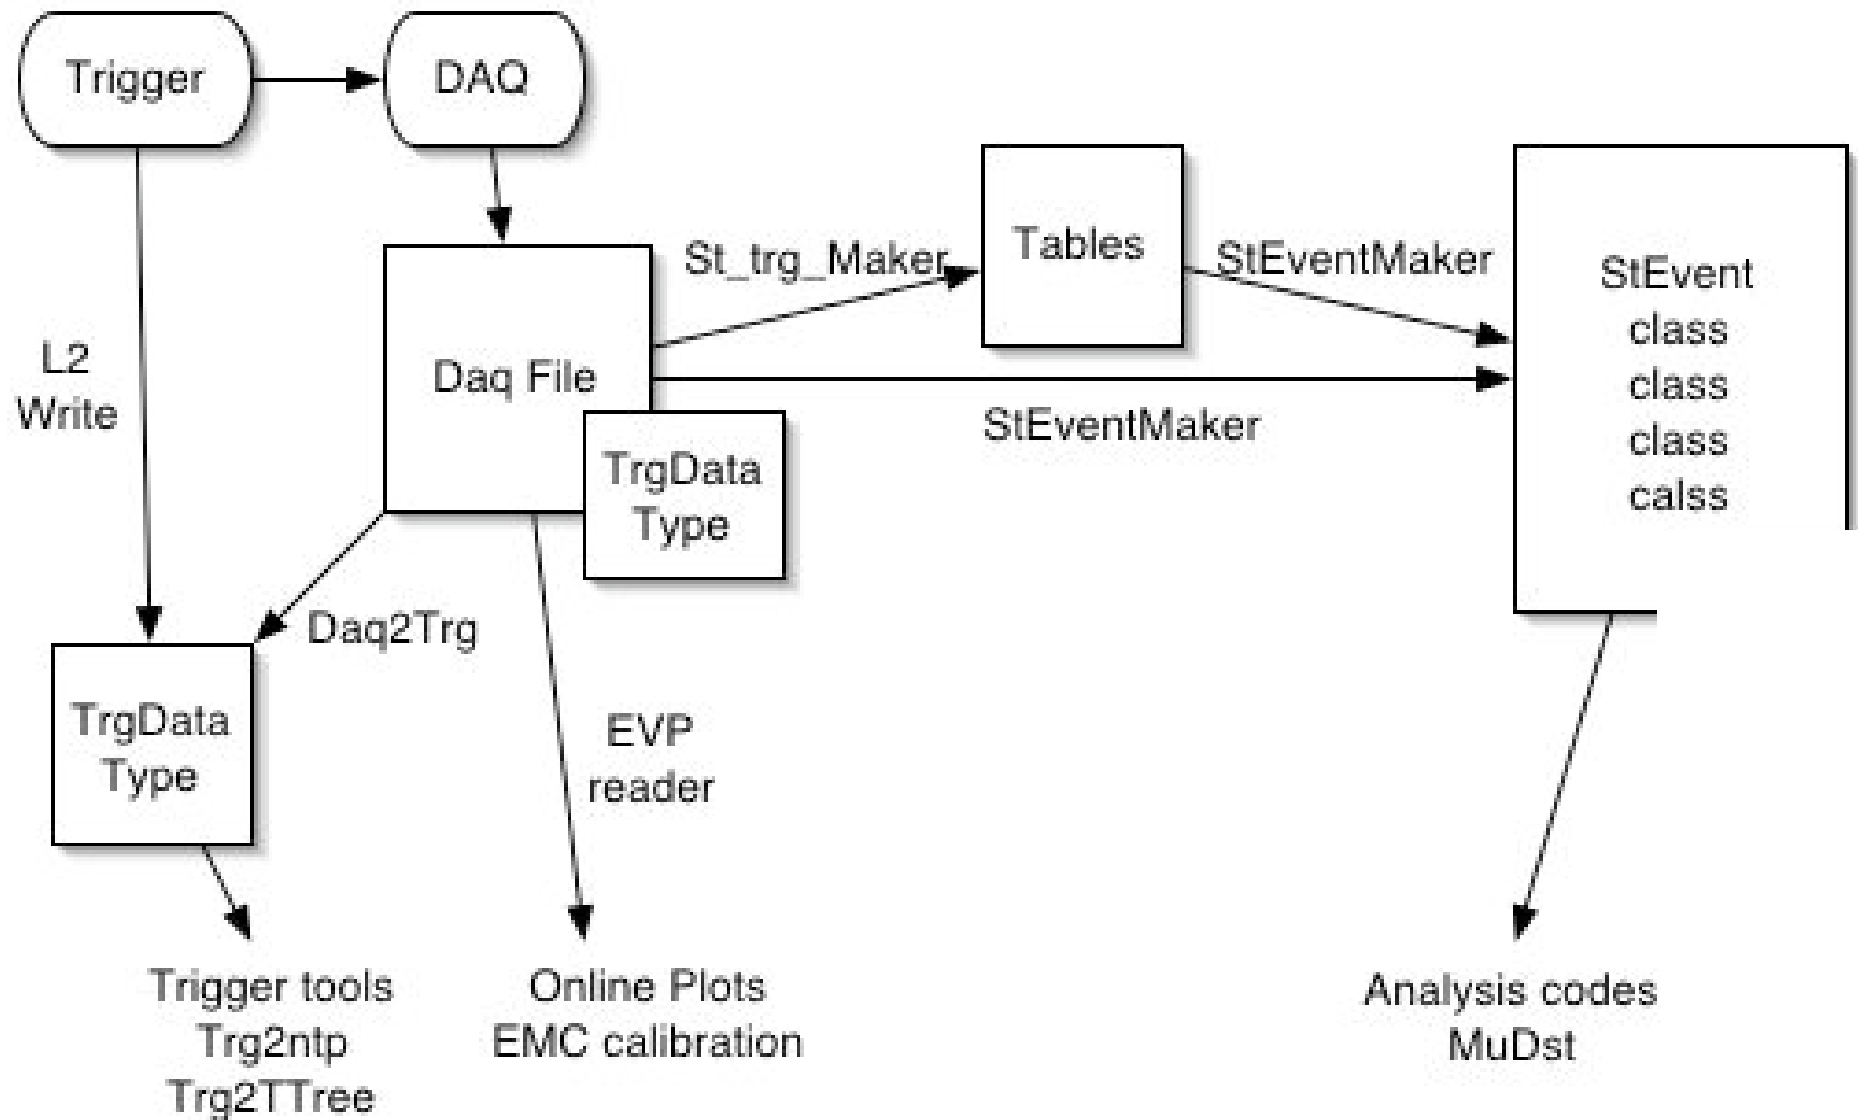 Trigger
DAQ
St_trg_Maker
Tables
StEventMaker
StEvent
class
class
class
calss
L2
Write
Daq File
StEventMaker
TrgData
Type
Daq2Trg
TrgData
Type
EVP
reader
Trigger tools
Trg2ntp
Trg2TTree
Online Plots
EMC calibration
Analysis codes
MuDst